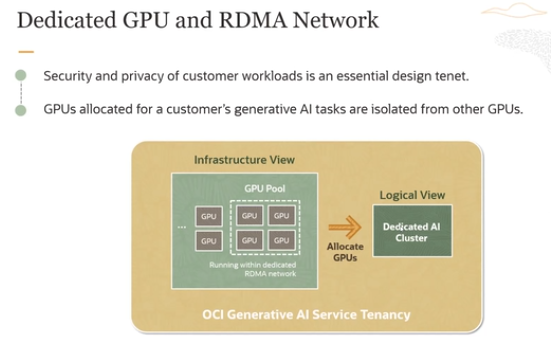 Dedicated GPU and RDMA Network
Security and privacy of customer workloads is an essential design tenet.
GPUs allocated for a customer's generative AI tasks are isolated from other GPUs.
Infrastructure View
GPU Pool
... GPU GPU GPU
GPU GPU GPU
Running within dedicated
RDMA network
Allocate
GPUs
Logical View
Dedicated AI
Cluster
OCI Generative AI Service Tenancy